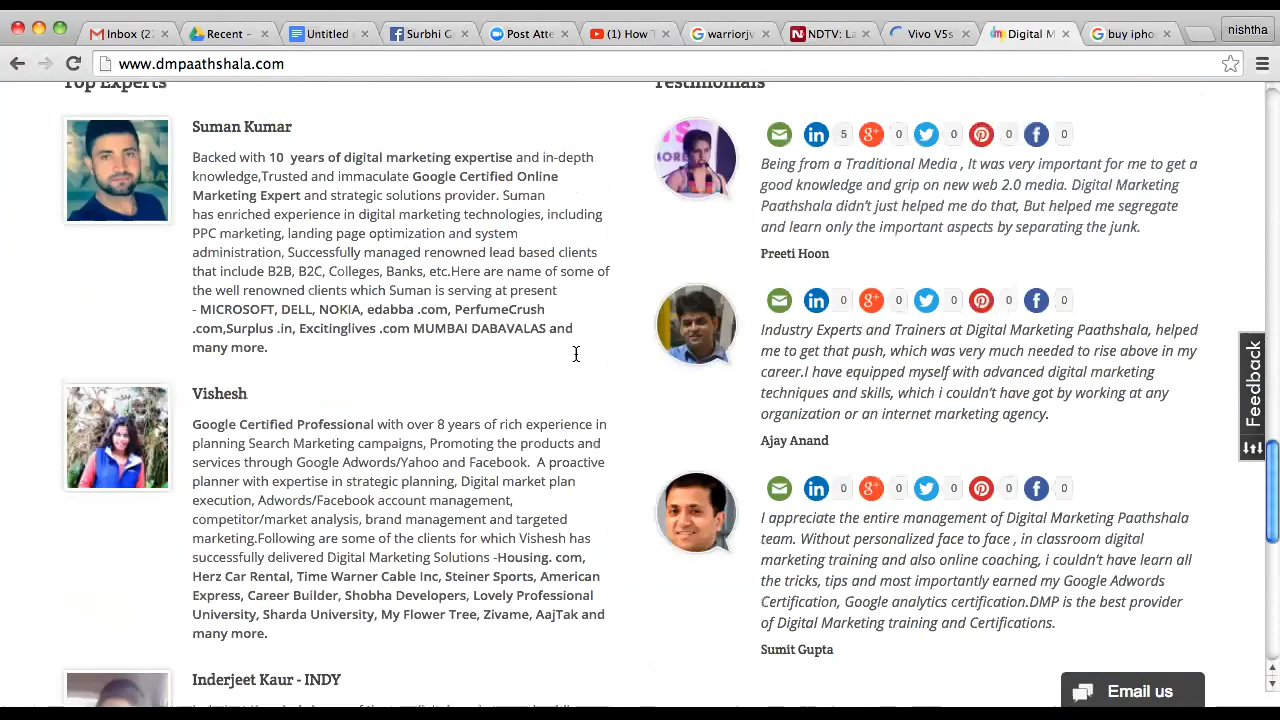 Inbox (2
Recent -
Untitled
Surbhi G
Post Atte
(1) How T
warriorjv
NDTV: La
Vivo V5s
Digital M
buy ipho
nishtha
www.dmpaathshala.com
Top Experts
Testimonials
Suman Kumar
Backed with 10 years of digital marketing expertise and in-depth
knowledge,Trusted and immaculate Google Certified Online
Marketing Expert and strategic solutions provider. Suman
has enriched experience in digital marketing technologies, including
PPC marketing, landing page optimization and system
administration, Successfully managed renowned lead based clients
that include B2B, B2C, Colleges, Banks, etc.Here are name of some of
the well renowned clients which Suman is serving at present
- MICROSOFT, DELL, NOKIA, edabba .com, PerfumeCrush
.com,Surplus .in, Excitinglives .com MUMBAI DABAVALAS and
many more.
Vishesh
Google Certified Professional with over 8 years of rich experience in
planning Search Marketing campaigns, Promoting the products and
services through Google Adwords/Yahoo and Facebook. A proactive
planner with expertise in strategic planning, Digital market plan
execution, Adwords/Facebook account management,
competitor/market analysis, brand management and targeted
marketing.Following are some of the clients for which Vishesh has
successfully delivered Digital Marketing Solutions -Housing. com,
Herz Car Rental, Time Warner Cable Inc, Steiner Sports, American
Express, Career Builder, Shobha Developers, Lovely Professional
University, Sharda University, My Flower Tree, Zivame, AajTak and
many more.
Inderjeet Kaur - INDY
5 0 0 0 0
Being from a Traditional Media , It was very important for me to get a
good knowledge and grip on new web 2.0 media. Digital Marketing
Paathshala didn't just helped me do that, But helped me segregate
and learn only the important aspects by separating the junk.
Preeti Hoon
0 0 0 0 0
Industry Experts and Trainers at Digital Marketing Paathshala, helped
me to get that push, which was very much needed to rise above in my
career.I have equipped myself with advanced digital marketing
techniques and skills, which i couldn't have got by working at any
organization or an internet marketing agency.
Ajay Anand
0 0 0 0 0
I appreciate the entire management of Digital Marketing Paathshala
team. Without personalized face to face , in classroom digital
marketing training and also online coaching, i couldn't have learn all
the tricks, tips and most importantly earned my Google Adwords
Certification, Google analytics certification.DMP is the best provider
of Digital Marketing training and Certifications.
Sumit Gupta
Feedback
Email us